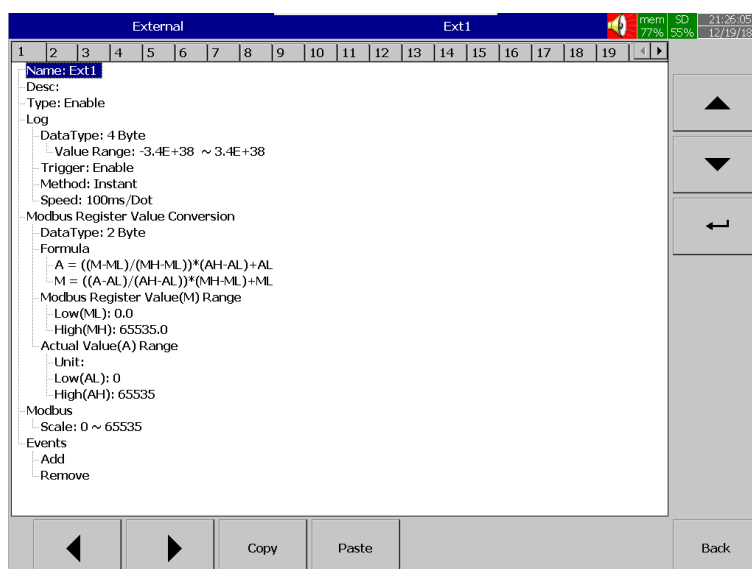 External Ext1 mem 77% SD 55% 21:26:05 12/19/18
1 2 3 4 5 6 7 8 9 10 11 12 13 14 15 16 17 18 19
Name: Ext1
Desc:
Type: Enable
Log
DataType: 4 Byte
Value Range: -3.4E+38 ~ 3.4E+38
Trigger: Enable
Method: Instant
Speed: 100ms/Dot
Modbus Register Value Conversion
DataType: 2 Byte
Formula
A = ((M-ML)/(MH-ML))*(AH-AL)+AL
M = ((A-AL)/(AH-AL))*(MH-ML)+ML
Modbus Register Value(M) Range
Low(ML): 0.0
High(MH): 65535.0
Actual Value(A) Range
Unit:
Low(AL): 0
High(AH): 65535
Modbus
Scale: 0 ~ 65535
Events
Add
Remove
Copy Paste Back